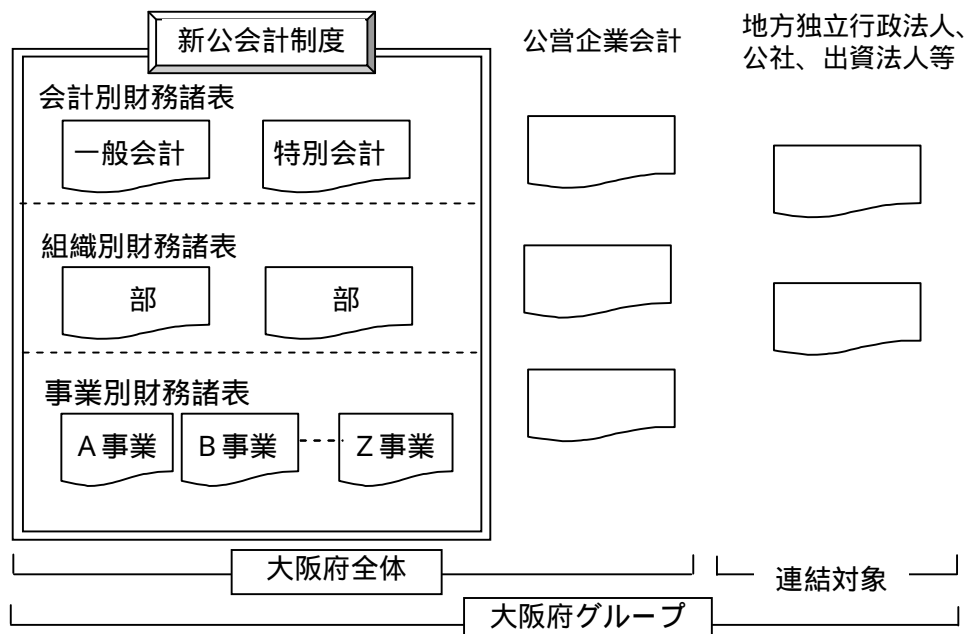 新公会計制度
公営企業会計
地方独立行政法人、
公社、出資法人等
会計別財務諸表
一般会計
特別会計
組織別財務諸表
部
部
事業別財務諸表
A事業
B事業
Z事業
大阪府全体
連結対象
大阪府グループ